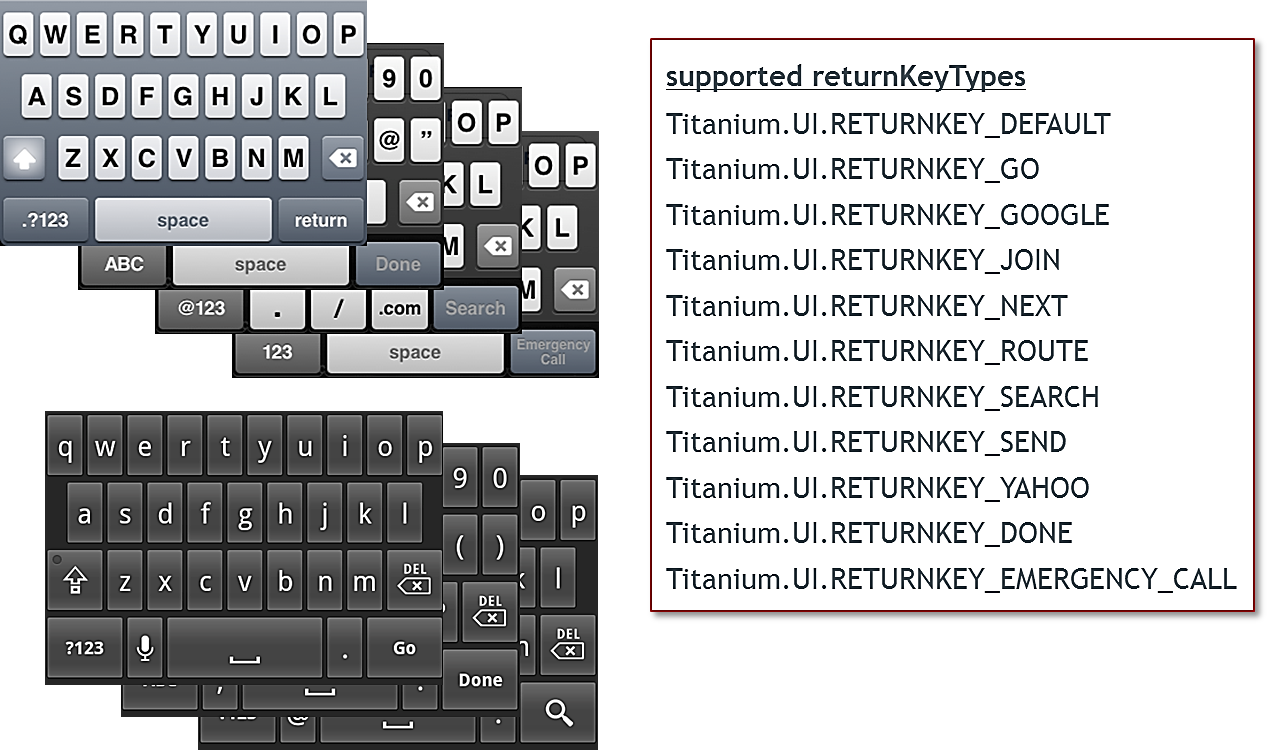 Q W E R T Y U I O P
A S D F G H J K L
Z X C V B N M
.?123 space return
9 0
@ ”
ABC space Done
O P
K L
M
@123 . / .com Search
O P
K L
M
123 space Emergency
Call
q w e r t y u i o p
a s d f g h j k l
z x c v b n m DEL
?123 . Go
9 0
( )
DEL
Done
o p
l
DEL
@ .
supported returnKeyTypes
Titanium.UI.RETURNKEY_DEFAULT
Titanium.UI.RETURNKEY_GO
Titanium.UI.RETURNKEY_GOOGLE
Titanium.UI.RETURNKEY_JOIN
Titanium.UI.RETURNKEY_NEXT
Titanium.UI.RETURNKEY_ROUTE
Titanium.UI.RETURNKEY_SEARCH
Titanium.UI.RETURNKEY_SEND
Titanium.UI.RETURNKEY_YAHOO
Titanium.UI.RETURNKEY_DONE
Titanium.UI.RETURNKEY_EMERGENCY_CALL